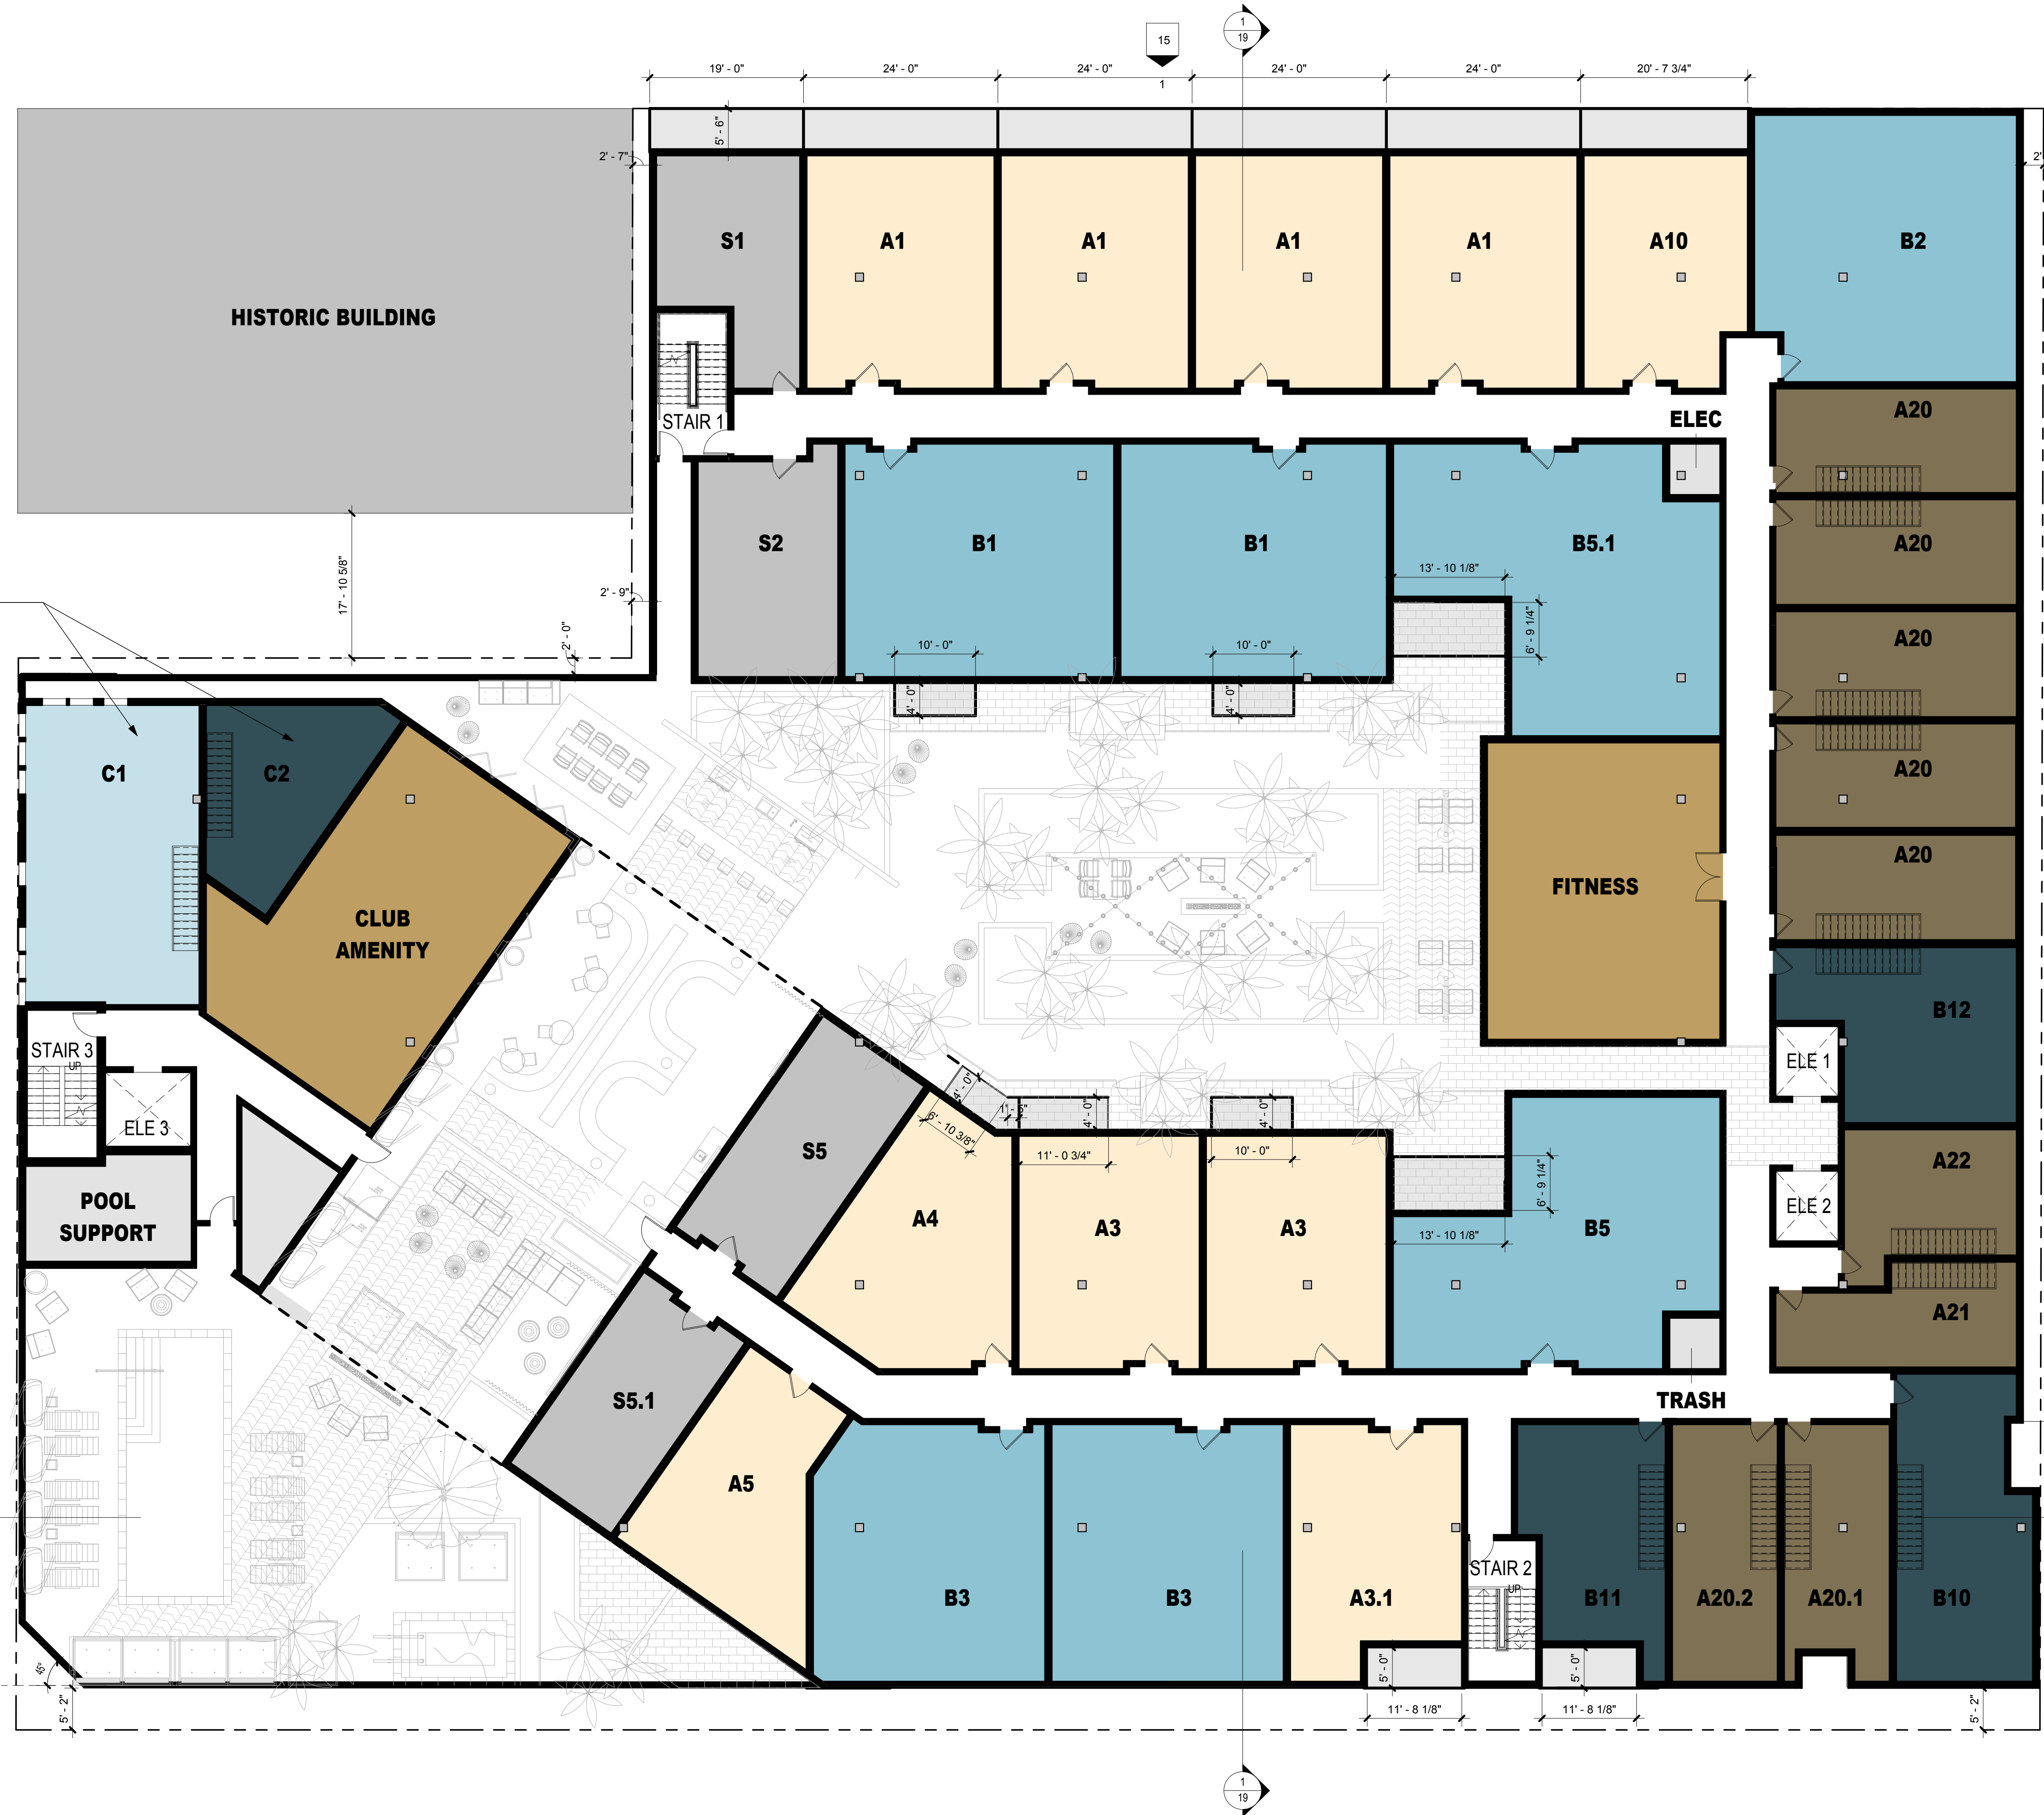 1
19
15
1
19' - 0"
24' - 0"
24' - 0"
24' - 0"
24' - 0"
20' - 7 3/4"
5' - 6"
2' - 7"
2'
S1
A1
A1
A1
A1
A10
B2
HISTORIC BUILDING
STAIR 1
ELEC
A20
S2
B1
B1
B5.1
A20
13' - 10 1/8"
17' - 10 5/8"
2' - 9"
2' - 0"
10' - 0"
10' - 0"
6' - 9 1/4"
A20
4' - 0"
4' - 0"
C1
C2
A20
A20
FITNESS
CLUB
AMENITY
B12
STAIR 3
UP
ELE 1
ELE 3
4' - 0"
1' - 6"
4' - 0"
4' - 0"
6' - 10 3/8"
S5
11' - 0 3/4"
10' - 0"
6' - 9 1/4"
A22
POOL
SUPPORT
A4
A3
A3
13' - 10 1/8"
B5
ELE 2
A21
S5.1
TRASH
A5
STAIR 2
UP
B3
B3
A3.1
B11
A20.2
A20.1
B10
45°
5' - 2"
5' - 0"
5' - 0"
11' - 8 1/8"
11' - 8 1/8"
5' - 2"
1
19